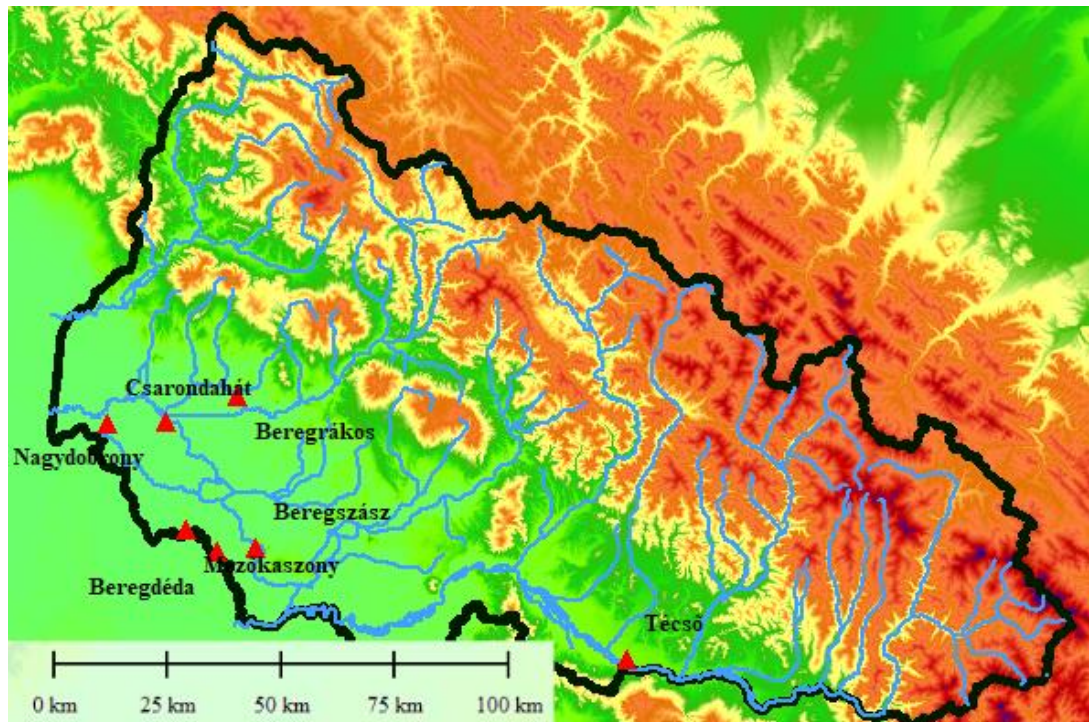 Csarondahát
Beregrákos
Nagydobrony
Beregszász
Mezőkaszony
Beregdéda
Técső
0 km 25 km 50 km 75 km 100 km